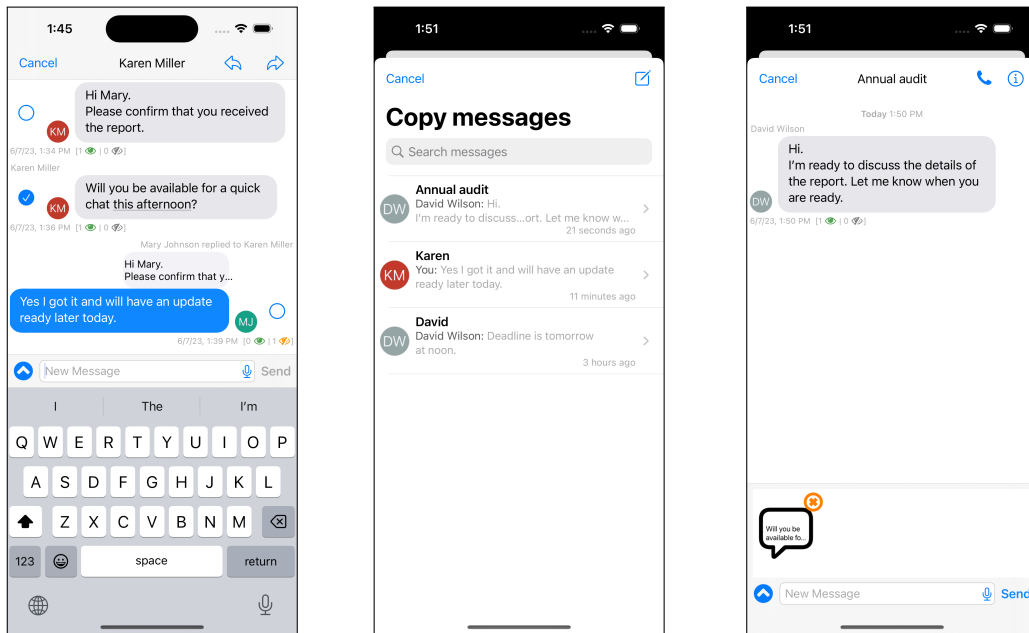 1:45
Cancel
Karen Miller
Hi Mary.
Please confirm that you received
the report.
KM
6/7/23, 1:34 PM [1 | 0 ]
Karen Miller
Will you be available for a quick
chat this afternoon?
KM
6/7/23, 1:36 PM [1 | 0 ]
Mary Johnson replied to Karen Miller
Hi Mary.
Please confirm that y...
Yes I got it and will have an update
ready later today.
MJ
6/7/23, 1:39 PM [0 | 1 ]
New Message
Send
I The I'm
Q W E R T Y U I O P
A S D F G H J K L
Z X C V B N M
123 space return
1:51
Cancel
Copy messages
Search messages
Annual audit
DW
David Wilson: Hi.
I'm ready to discuss...ort. Let me know w...
21 seconds ago
Karen
KM
You: Yes I got it and will have an update
ready later today.
11 minutes ago
David
DW
David Wilson: Deadline is tomorrow
at noon.
3 hours ago
1:51
Cancel
Annual audit
Today 1:50 PM
David Wilson
Hi.
I'm ready to discuss the details of
the report. Let me know when you
are ready.
DW
6/7/23, 1:50 PM [1 | 0 ]
Will you be
available fo...
New Message
Send